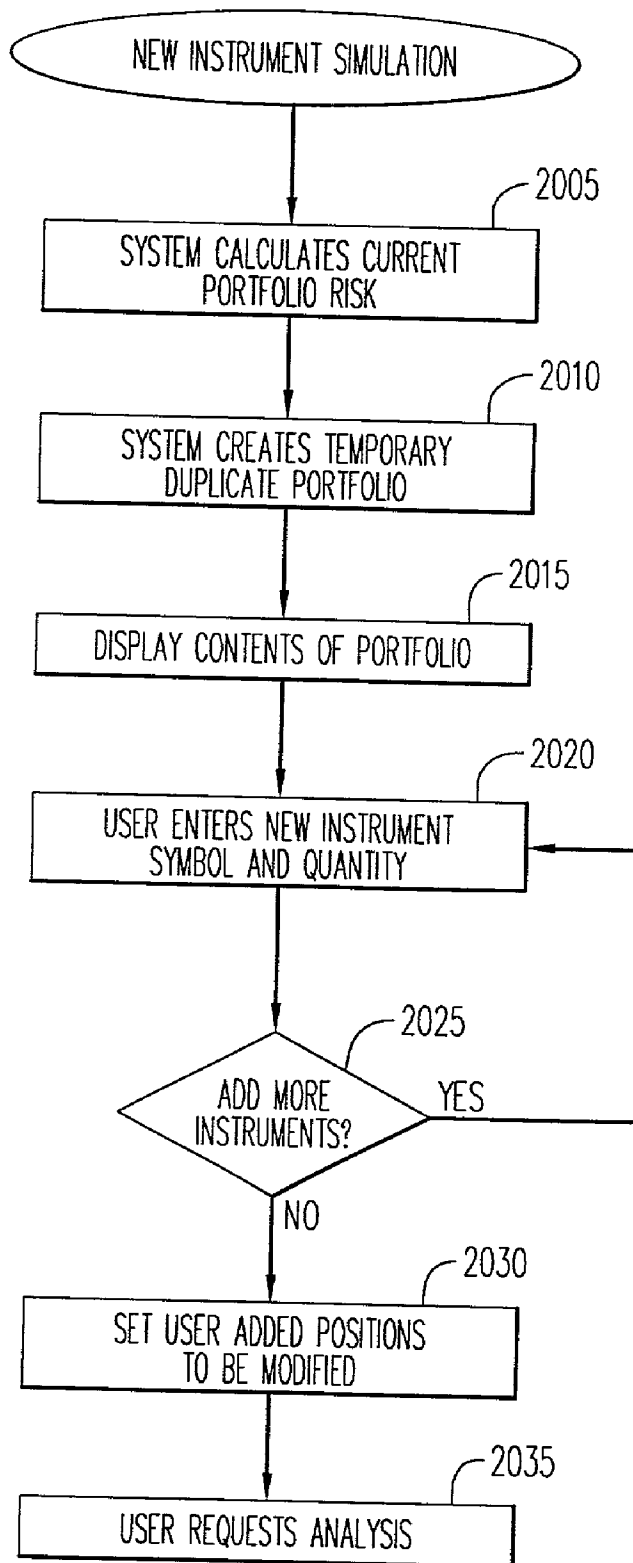 NEW INSTRUMENT SIMULATION
2005
SYSTEM CALCULATES CURRENT
PORTFOLIO RISK
2010
SYSTEM CREATES TEMPORARY
DUPLICATE PORTFOLIO
2015
DISPLAY CONTENTS OF PORTFOLIO
2020
USER ENTERS NEW INSTRUMENT
SYMBOL AND QUANTITY
2025
ADD MORE
INSTRUMENTS?
YES
NO
2030
SET USER ADDED POSITIONS
TO BE MODIFIED
2035
USER REQUESTS ANALYSIS